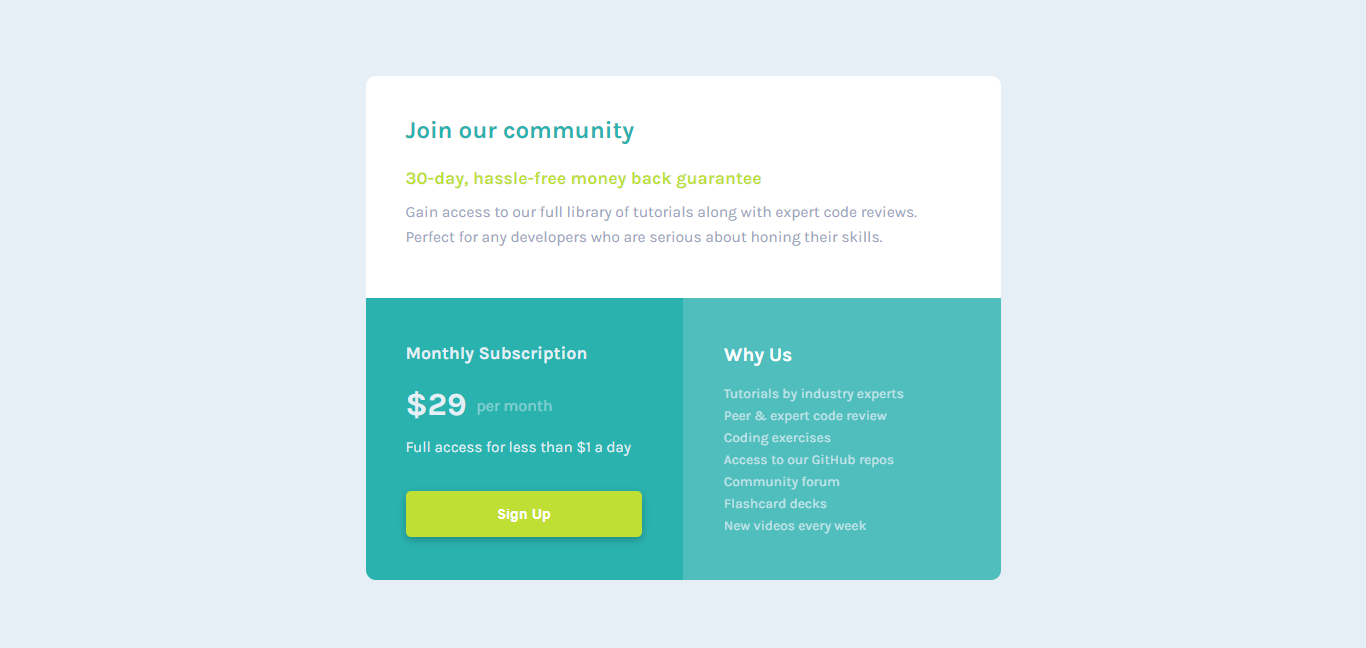 Join our community
30-day, hassle-free money back guarantee
Gain access to our full library of tutorials along with expert code reviews.
Perfect for any developers who are serious about honing their skills.
Monthly Subscription
$29 per month
Full access for less than $1 a day
Sign Up
Why Us
Tutorials by industry experts
Peer & expert code review
Coding exercises
Access to our GitHub repos
Community forum
Flashcard decks
New videos every week